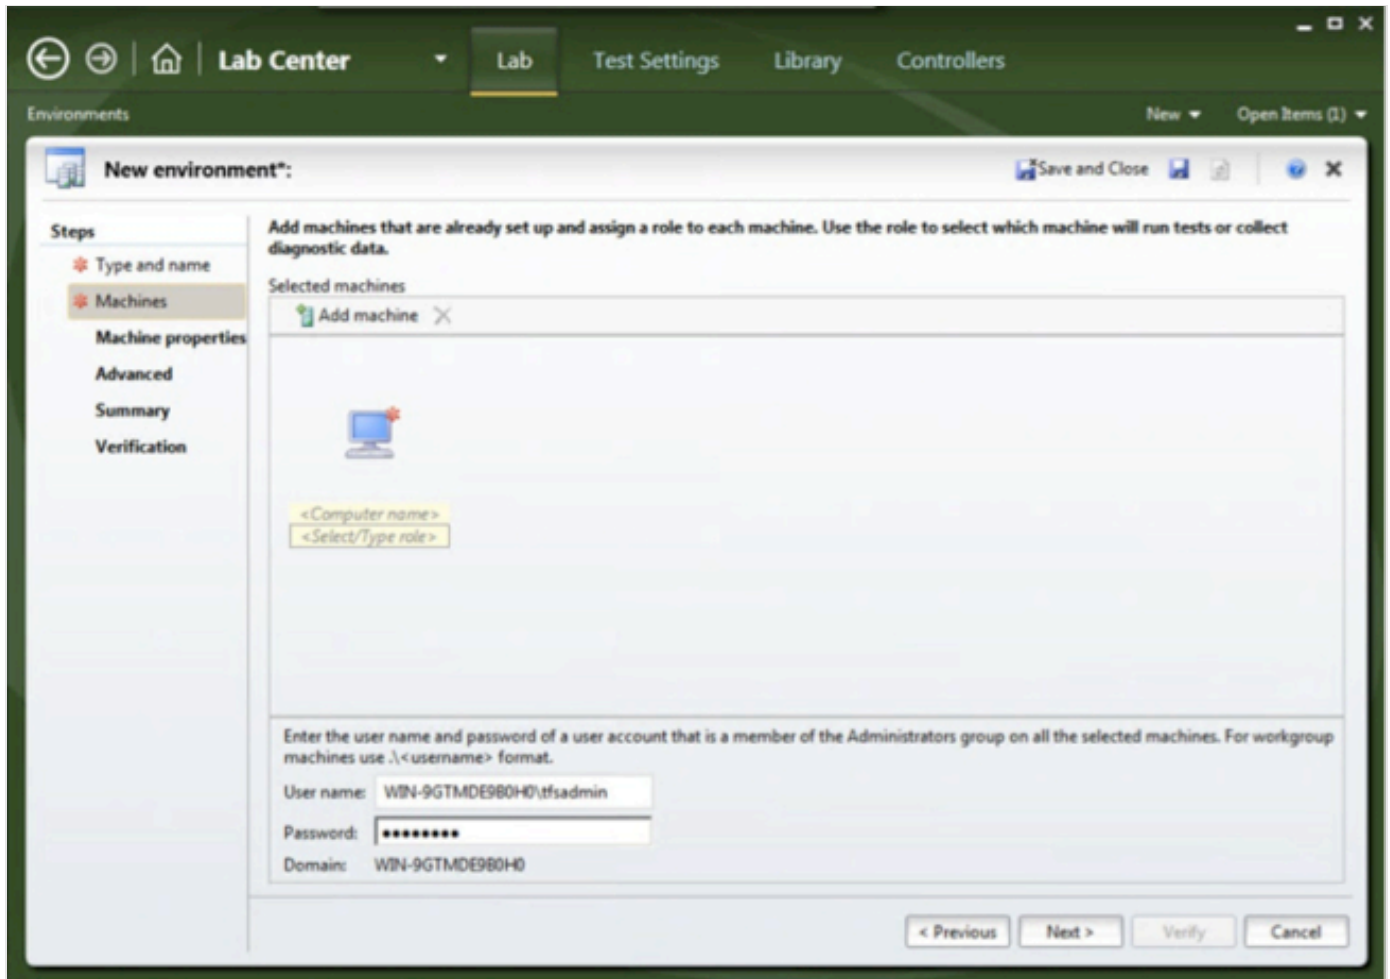 Lab Center
Lab
Test Settings
Library
Controllers
Environments
New
Open Items (1)
New environment*:
Save and Close
Steps
Type and name
Machines
Machine properties
Advanced
Summary
Verification
Add machines that are already set up and assign a role to each machine. Use the role to select which machine will run tests or collect
diagnostic data.
Selected machines
Add machine
<Computer name>
<Select/Type role>
Enter the user name and password of a user account that is a member of the Administrators group on all the selected machines. For workgroup
machines use .\<username> format.
User name: WIN-9GTMDE9B0H0\tfsadmin
Password: ••••••••
Domain: WIN-9GTMDE9B0H0
< Previous
Next >
Verify
Cancel